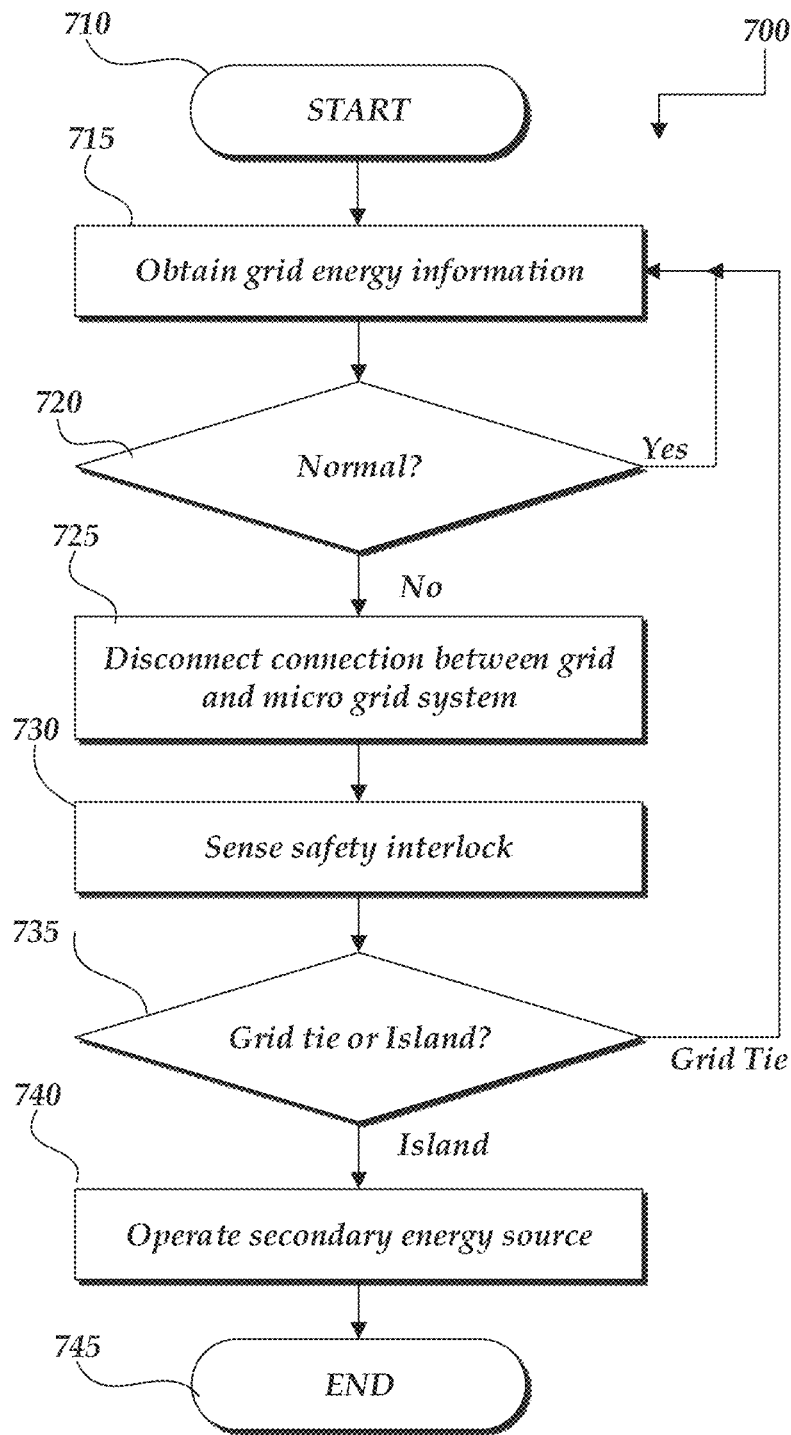 710
700
START
715
Obtain grid energy information
720
Normal?
Yes
725
No
Disconnect connection between grid
and micro grid system
730
Sense safety interlock
735
Grid tie or Island?
Grid Tie
740
Island
Operate secondary energy source
745
END